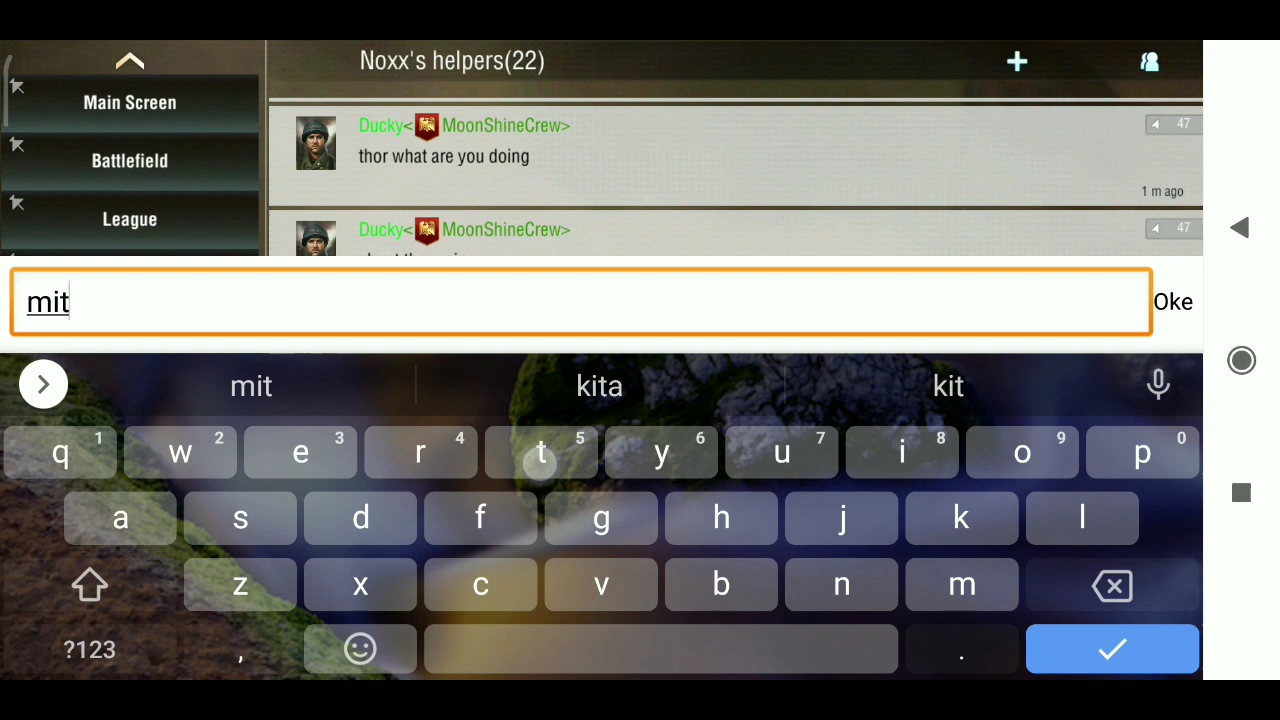 Noxx's helpers(22)
Main Screen
Battlefield
League
Ducky< MoonShineCrew>
47
thor what are you doing
1 m ago
Ducky< MoonShineCrew>
47
mit
Oke
mit kita kit
q 1 w 2 e 3 r 4 t 5 y 6 u 7 i 8 o 9 p 0
a s d f g h j k l
z x c v b n m
?123 , .